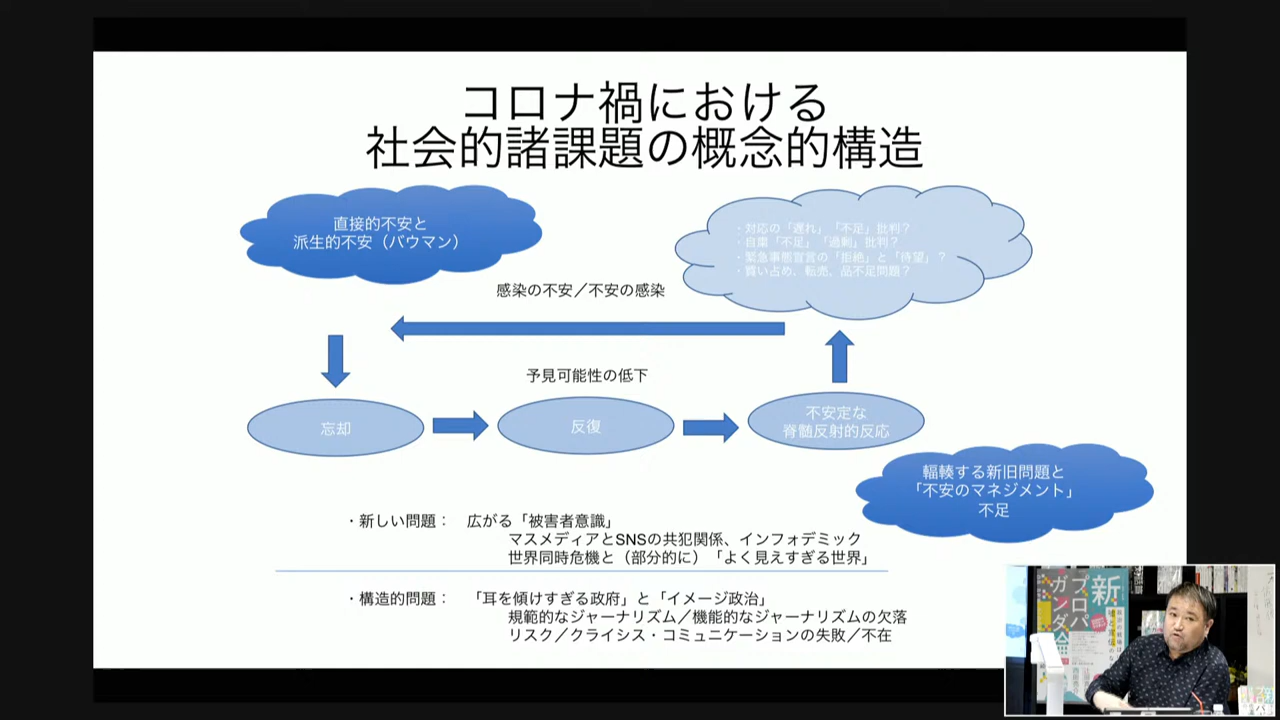 コロナ禍における
社会的諸課題の概念的構造
直接的不安と
派生的不安（バウマン）
・対応の「遅れ」「不足」批判？
・自粛「不足」「過剰」批判？
・緊急事態宣言の「拒絶」と「待望」？
・買い占め、転売、品不足問題？
感染の不安／不安の感染
予見可能性の低下
忘却
反復
不安定な
脊髄反射的反応
輻輳する新旧問題と
「不安のマネジメント」
不足
・新しい問題： 広がる「被害者意識」
マスメディアとSNSの共犯関係、インフォデミック
世界同時危機と（部分的に）「よく見えすぎる世界」
・構造的問題： 「耳を傾けすぎる政府」と「イメージ政治」
規範的なジャーナリズム／機能的なジャーナリズムの欠落
リスク／クライシス・コミュニケーションの失敗／不在
新
プロパ
ガンダ